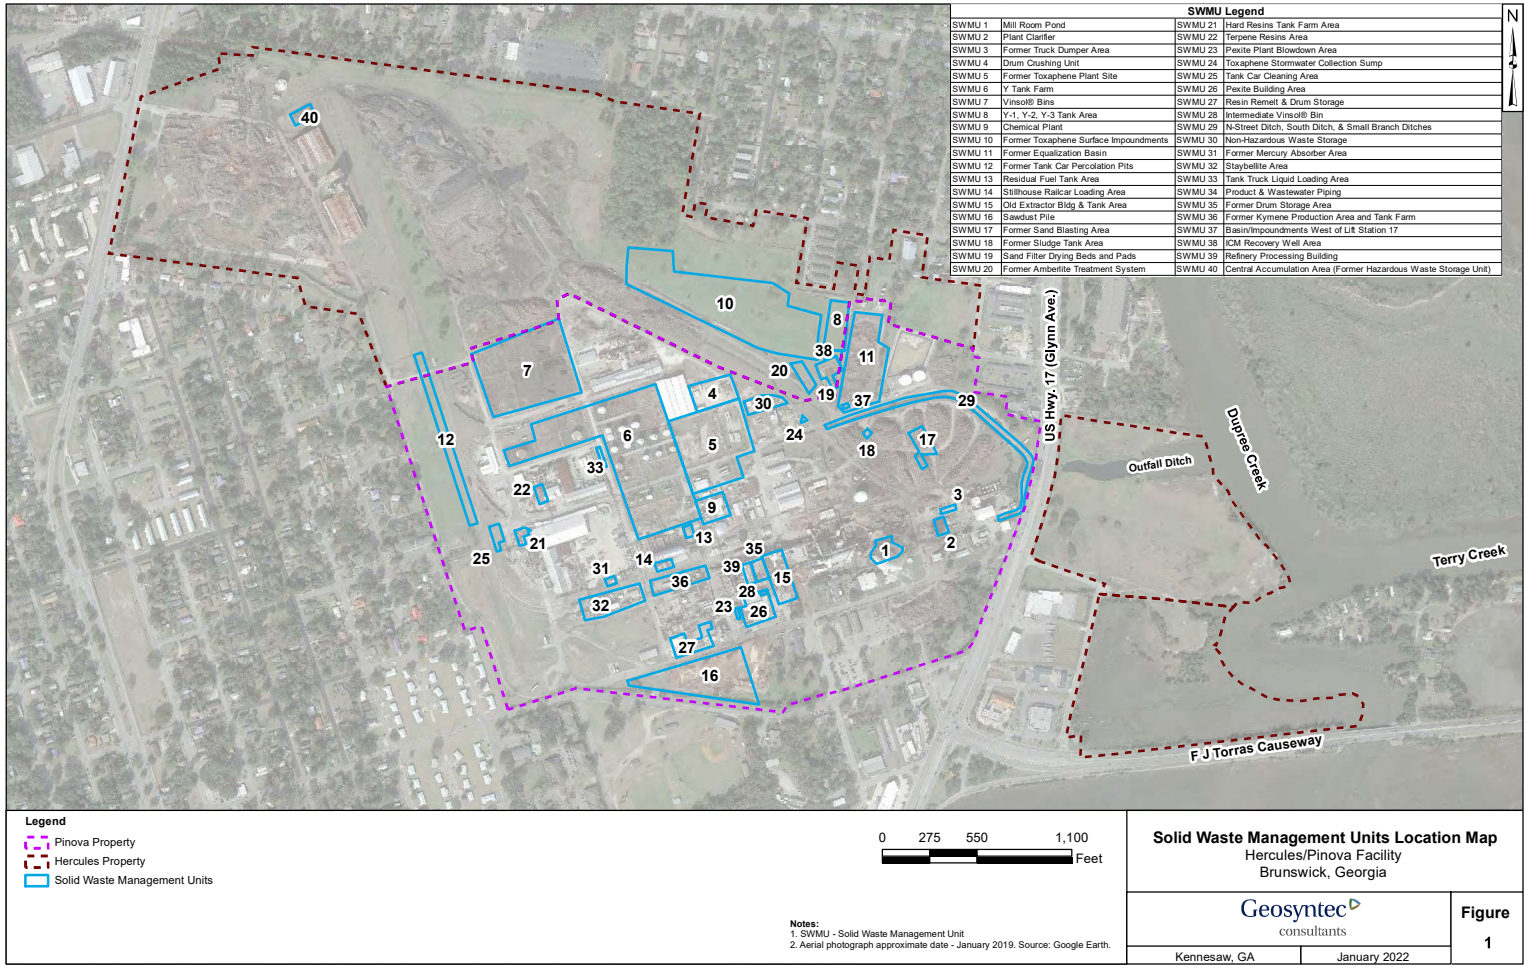 SWMU Legend
SWMU 1 Mill Room Pond SWMU 21 Hard Resins Tank Farm Area
SWMU 2 Plant Clarifier SWMU 22 Terpene Resins Area
SWMU 3 Former Truck Dumper Area SWMU 23 Pexite Plant Blowdown Area
SWMU 4 Drum Crushing Unit SWMU 24 Toxaphene Stormwater Collection Sump
SWMU 5 Former Toxaphene Plant Site SWMU 25 Tank Car Cleaning Area
SWMU 6 Y Tank Farm SWMU 26 Pexite Building Area
SWMU 7 Vinsol® Bins SWMU 27 Resin Remelt & Drum Storage
SWMU 8 Y-1, Y-2, Y-3 Tank Area SWMU 28 Intermediate Vinsol® Bin
SWMU 9 Chemical Plant SWMU 29 N-Street Ditch, South Ditch, & Small Branch Ditches
SWMU 10 Former Toxaphene Surface Impoundments SWMU 30 Non-Hazardous Waste Storage
SWMU 11 Former Equalization Basin SWMU 31 Former Mercury Absorber Area
SWMU 12 Former Tank Car Percolation Pits SWMU 32 Staybellite Area
SWMU 13 Residual Fuel Tank Area SWMU 33 Tank Truck Liquid Loading Area
SWMU 14 Stillhouse Railcar Loading Area SWMU 34 Product & Wastewater Piping
SWMU 15 Old Extractor Bldg & Tank Area SWMU 35 Former Drum Storage Area
SWMU 16 Sawdust Pile SWMU 36 Former Kymene Production Area and Tank Farm
SWMU 17 Former Sand Blasting Area SWMU 37 Basin/Impoundments West of Lift Station 17
SWMU 18 Former Sludge Tank Area SWMU 38 ICM Recovery Well Area
SWMU 19 Sand Filter Drying Beds and Pads SWMU 39 Refinery Processing Building
SWMU 20 Former Amberlite Treatment System SWMU 40 Central Accumulation Area (Former Hazardous Waste Storage Unit)
N
40
10
8
38
11
7
20
19
4
30
37
29
24
12
6
5
17
18
33
22
9
3
2
13
21
25
35
1
14
39
15
31
36
28
32
23
26
27
16
US Hwy. 17 (Glynn Ave.)
Outfall Ditch
Dupree Creek
Terry Creek
F J Torras Causeway
Legend
Pinova Property
Hercules Property
Solid Waste Management Units
0 275 550 1,100
Feet
Notes:
1. SWMU - Solid Waste Management Unit
2. Aerial photograph approximate date - January 2019. Source: Google Earth.
Solid Waste Management Units Location Map
Hercules/Pinova Facility
Brunswick, Georgia
Geosyntec
consultants
Figure
1
Kennesaw, GA
January 2022